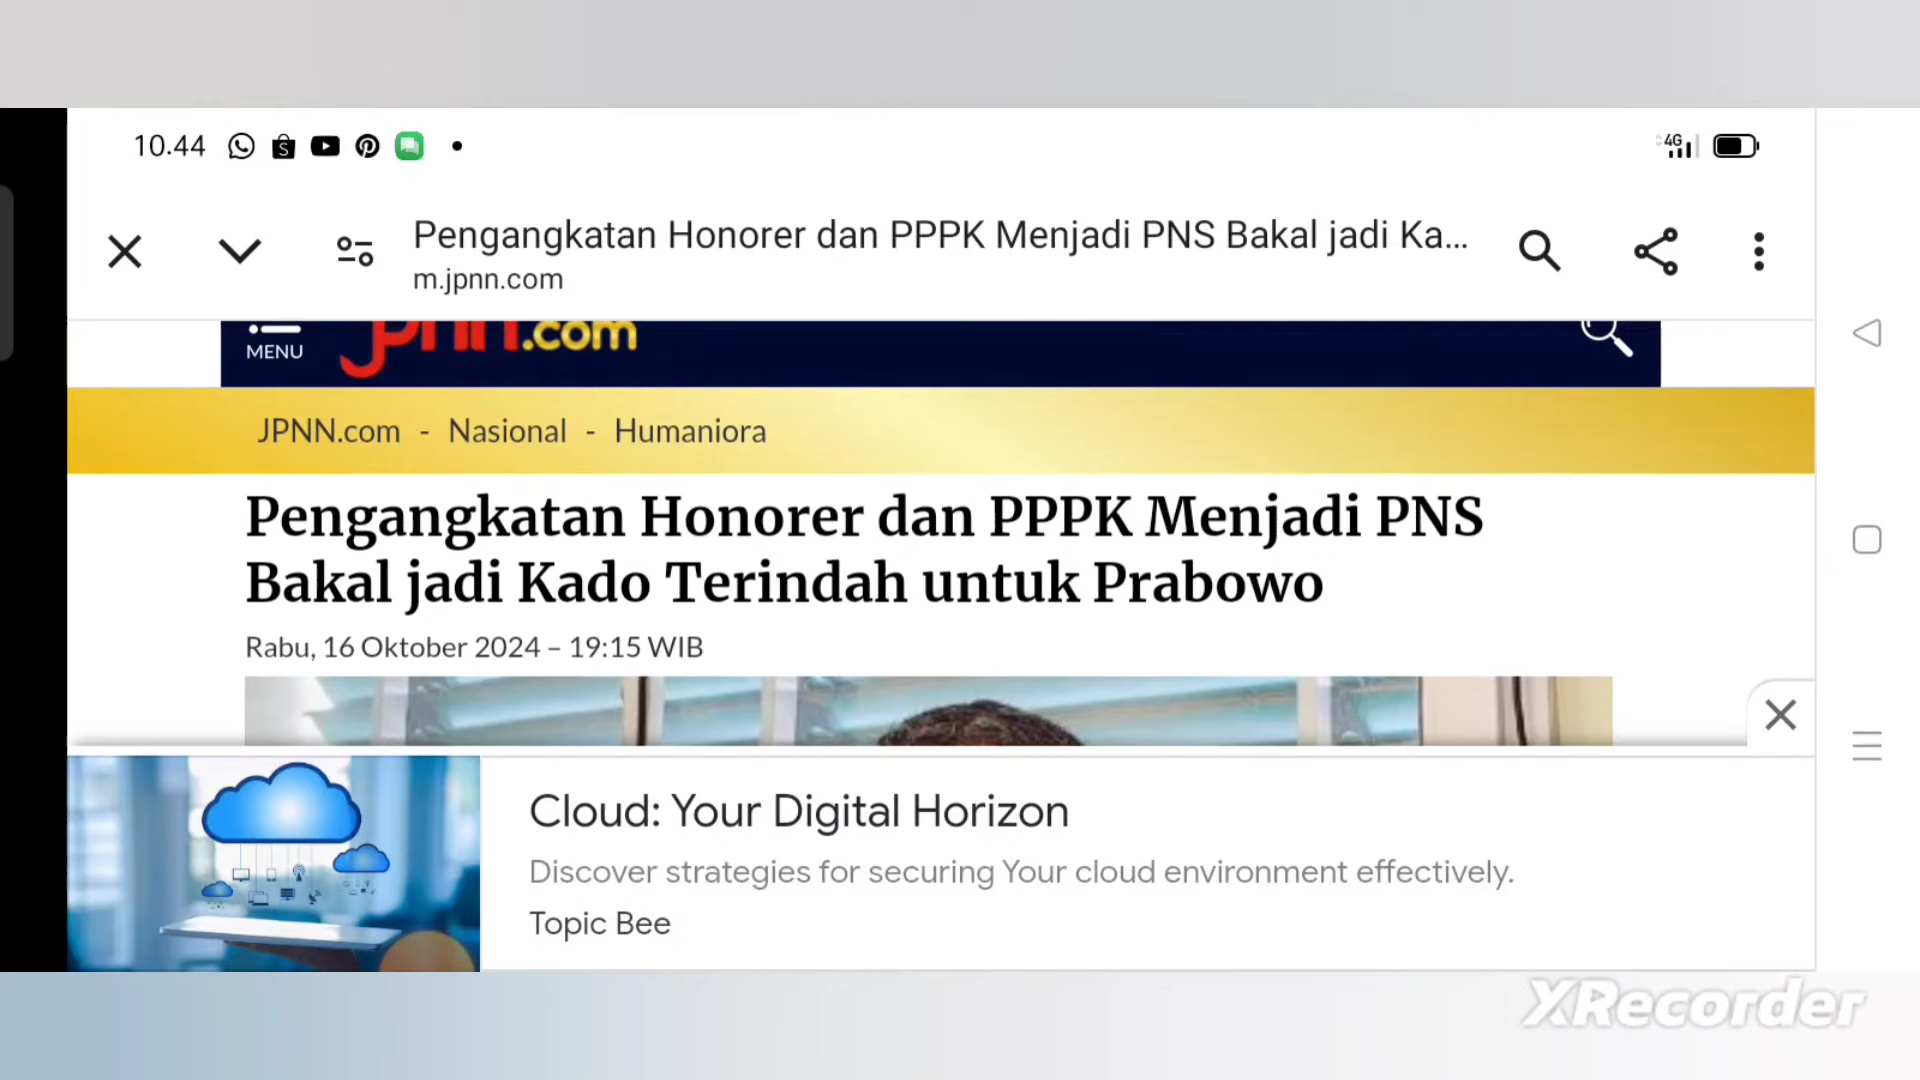 10.44
4G
Pengangkatan Honorer dan PPPK Menjadi PNS Bakal jadi Ka...
m.jpnn.com
MENU
jpnn.com
JPNN.com - Nasional - Humaniora
Pengangkatan Honorer dan PPPK Menjadi PNS
Bakal jadi Kado Terindah untuk Prabowo
Rabu, 16 Oktober 2024 – 19:15 WIB
Cloud: Your Digital Horizon
Discover strategies for securing Your cloud environment effectively.
Topic Bee
XRecorder